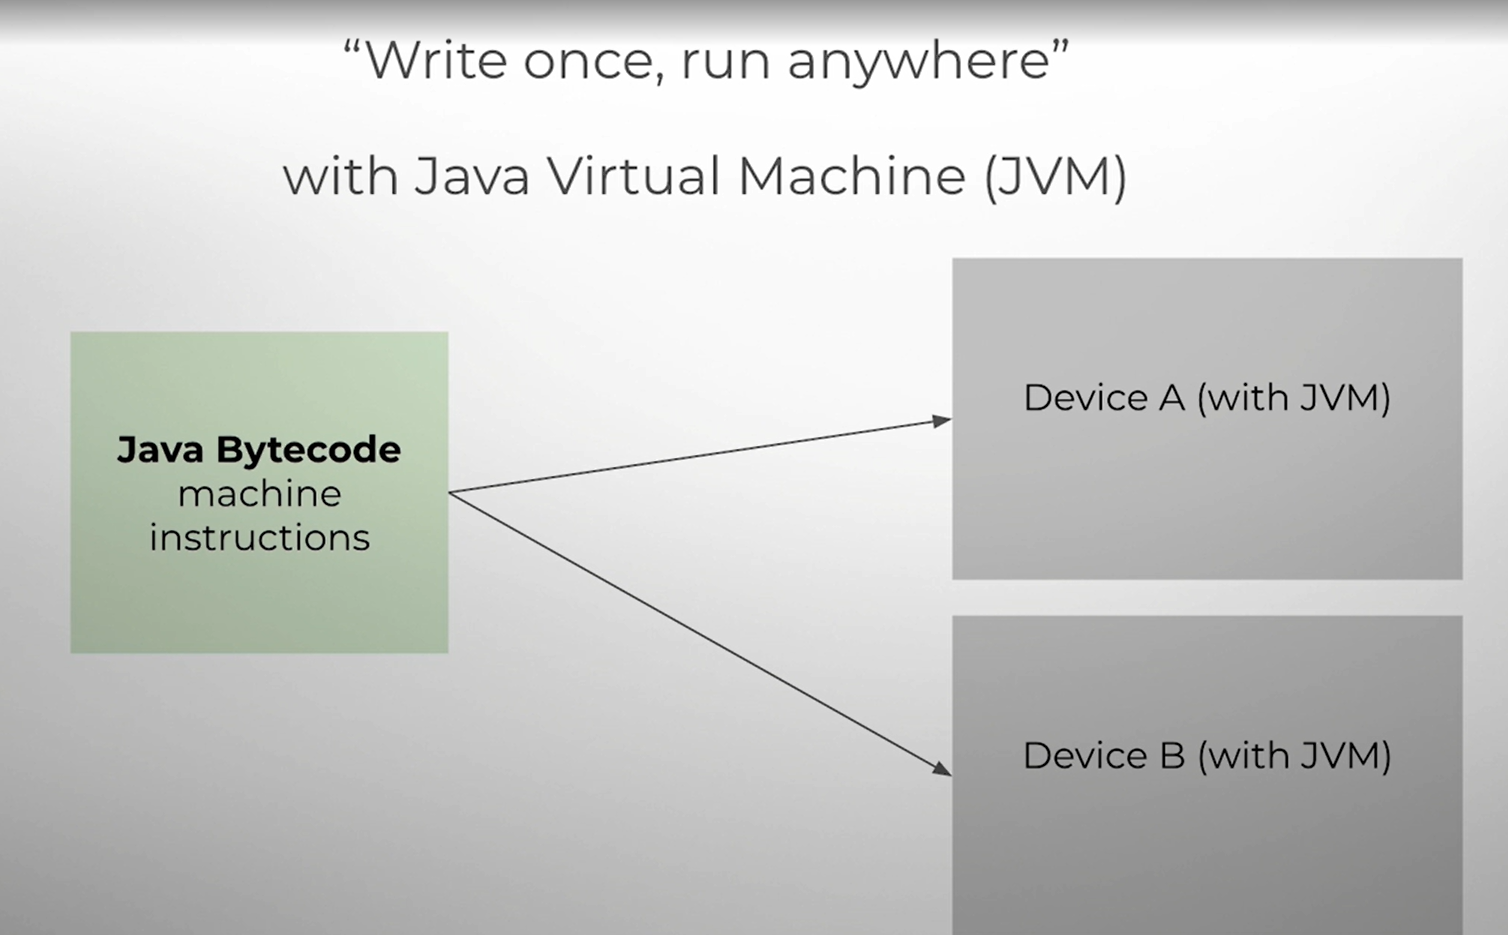 “Write once, run anywhere”
with Java Virtual Machine (JVM)
Java Bytecode
machine
instructions
Device A (with JVM)
Device B (with JVM)